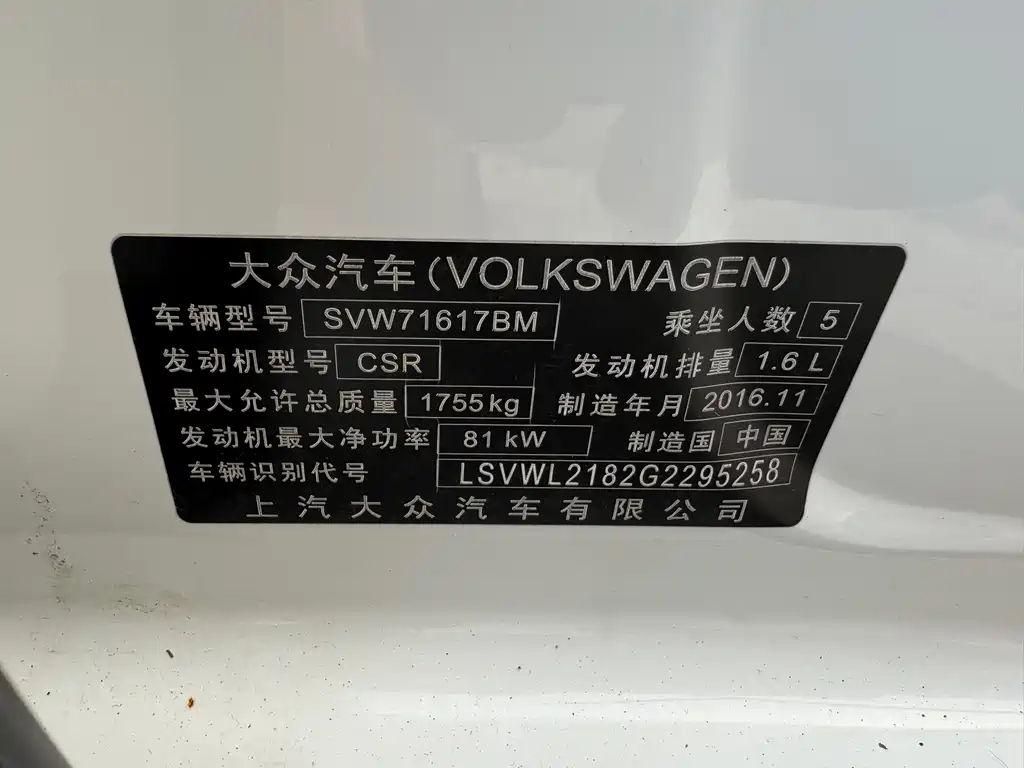 大众汽车(VOLKSWAGEN)
车辆型号 SVW71617BM 乘坐人数 5
发动机型号 CSR 发动机排量 1.6 L
最大允许总质量 1755kg 制造年月 2016.11
发动机最大净功率 81 kW 制造国 中国
车辆识别代号 LSVWL2182G2295258
上汽大众汽车有限公司